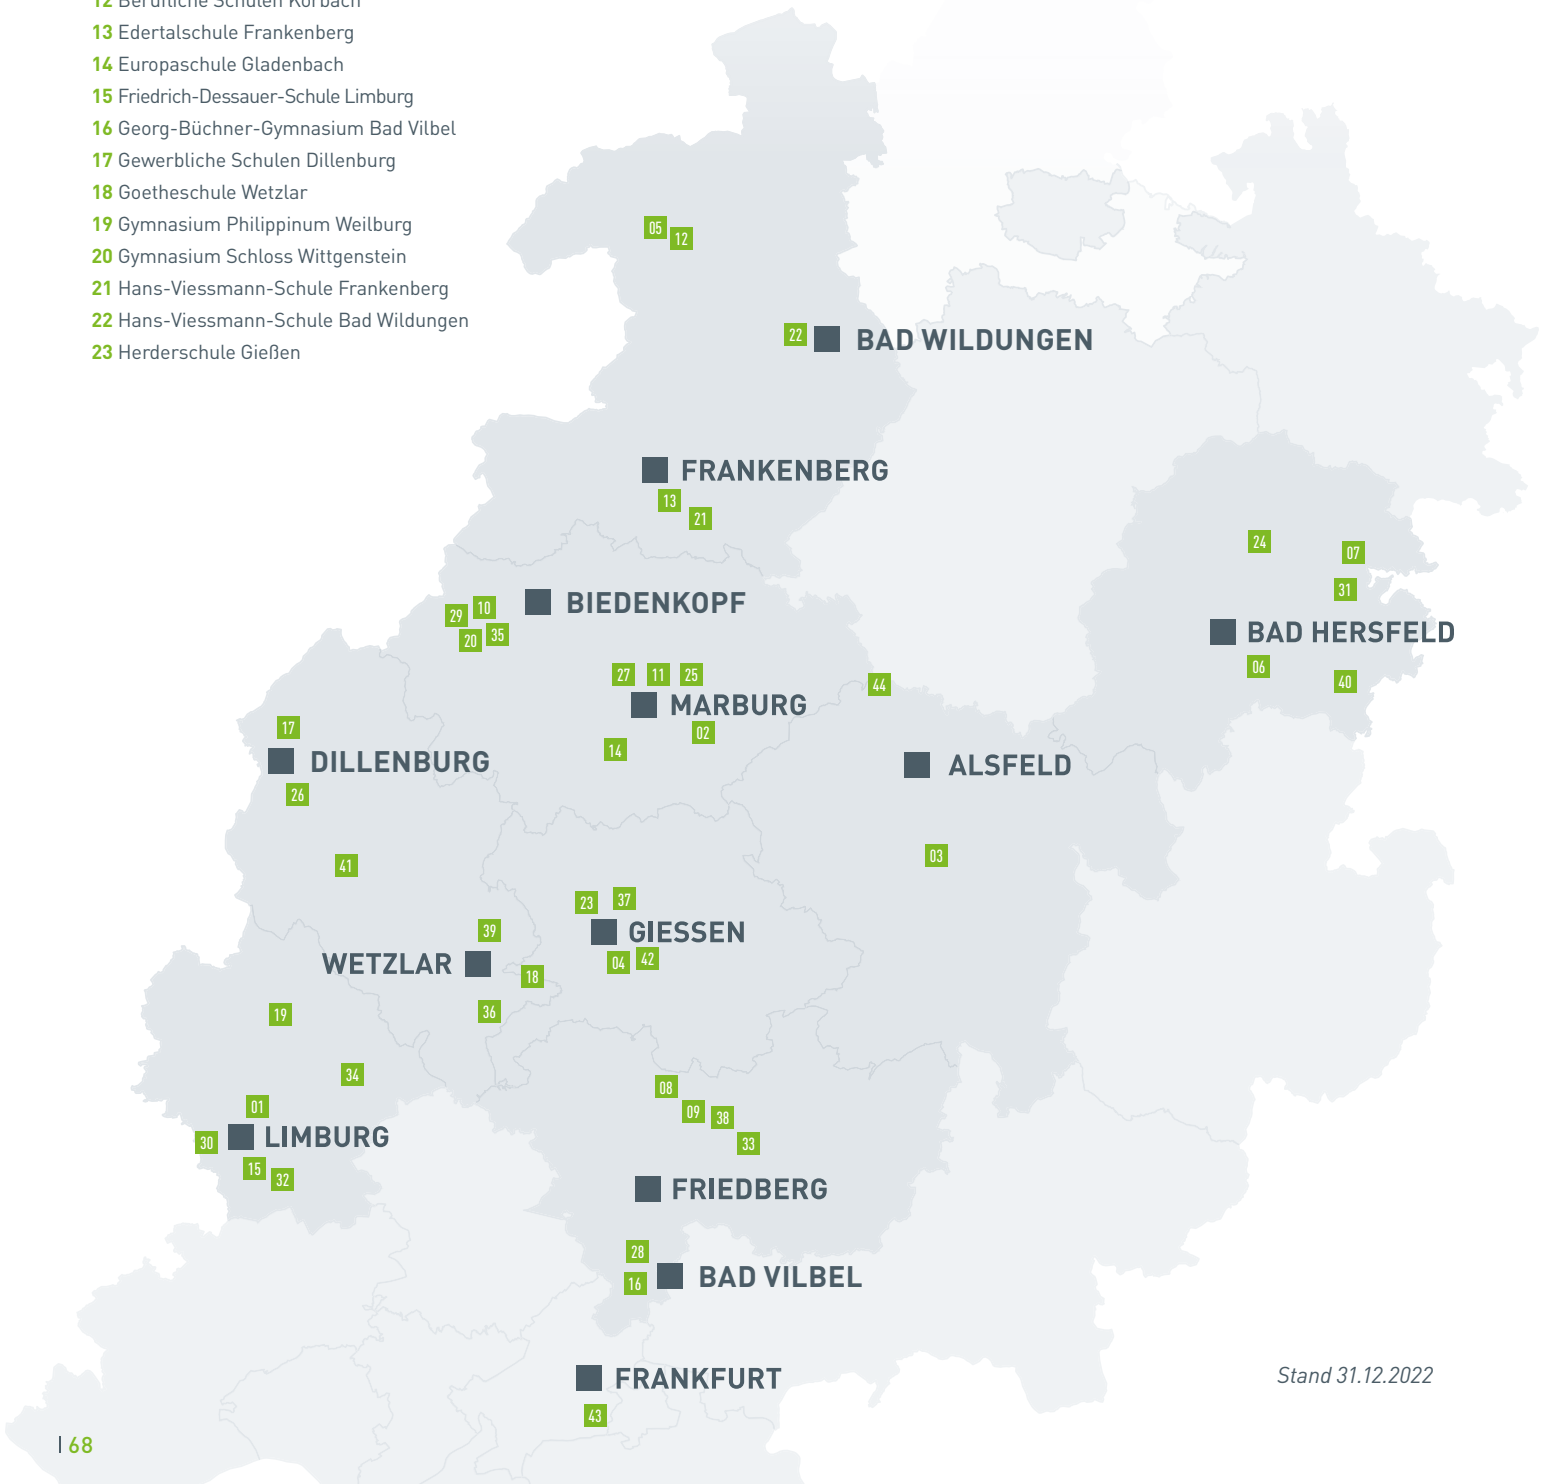 12 Berufliche Schulen Korbach
13 Edertalschule Frankenberg
14 Europaschule Gladenbach
15 Friedrich-Dessauer-Schule Limburg
16 Georg-Büchner-Gymnasium Bad Vilbel
17 Gewerbliche Schulen Dillenburg
18 Goetheschule Wetzlar
19 Gymnasium Philippinum Weilburg
20 Gymnasium Schloss Wittgenstein
21 Hans-Viessmann-Schule Frankenberg
22 Hans-Viessmann-Schule Bad Wildungen
23 Herderschule Gießen
05
12
22 BAD WILDUNGEN
FRANKENBERG
13
21
24
07
31
BIEDENKOPF
29
10
20
35
BAD HERSFELD
06
40
27
11
25
44
MARBURG
02
14
17
DILLENBURG
26
ALSFELD
03
41
23
37
GIESSEN
04
42
39
WETZLAR
18
36
19
34
01
30
LIMBURG
15
32
08
09
38
33
FRIEDBERG
28
16
BAD VILBEL
FRANKFURT
43
Stand 31.12.2022
| 68